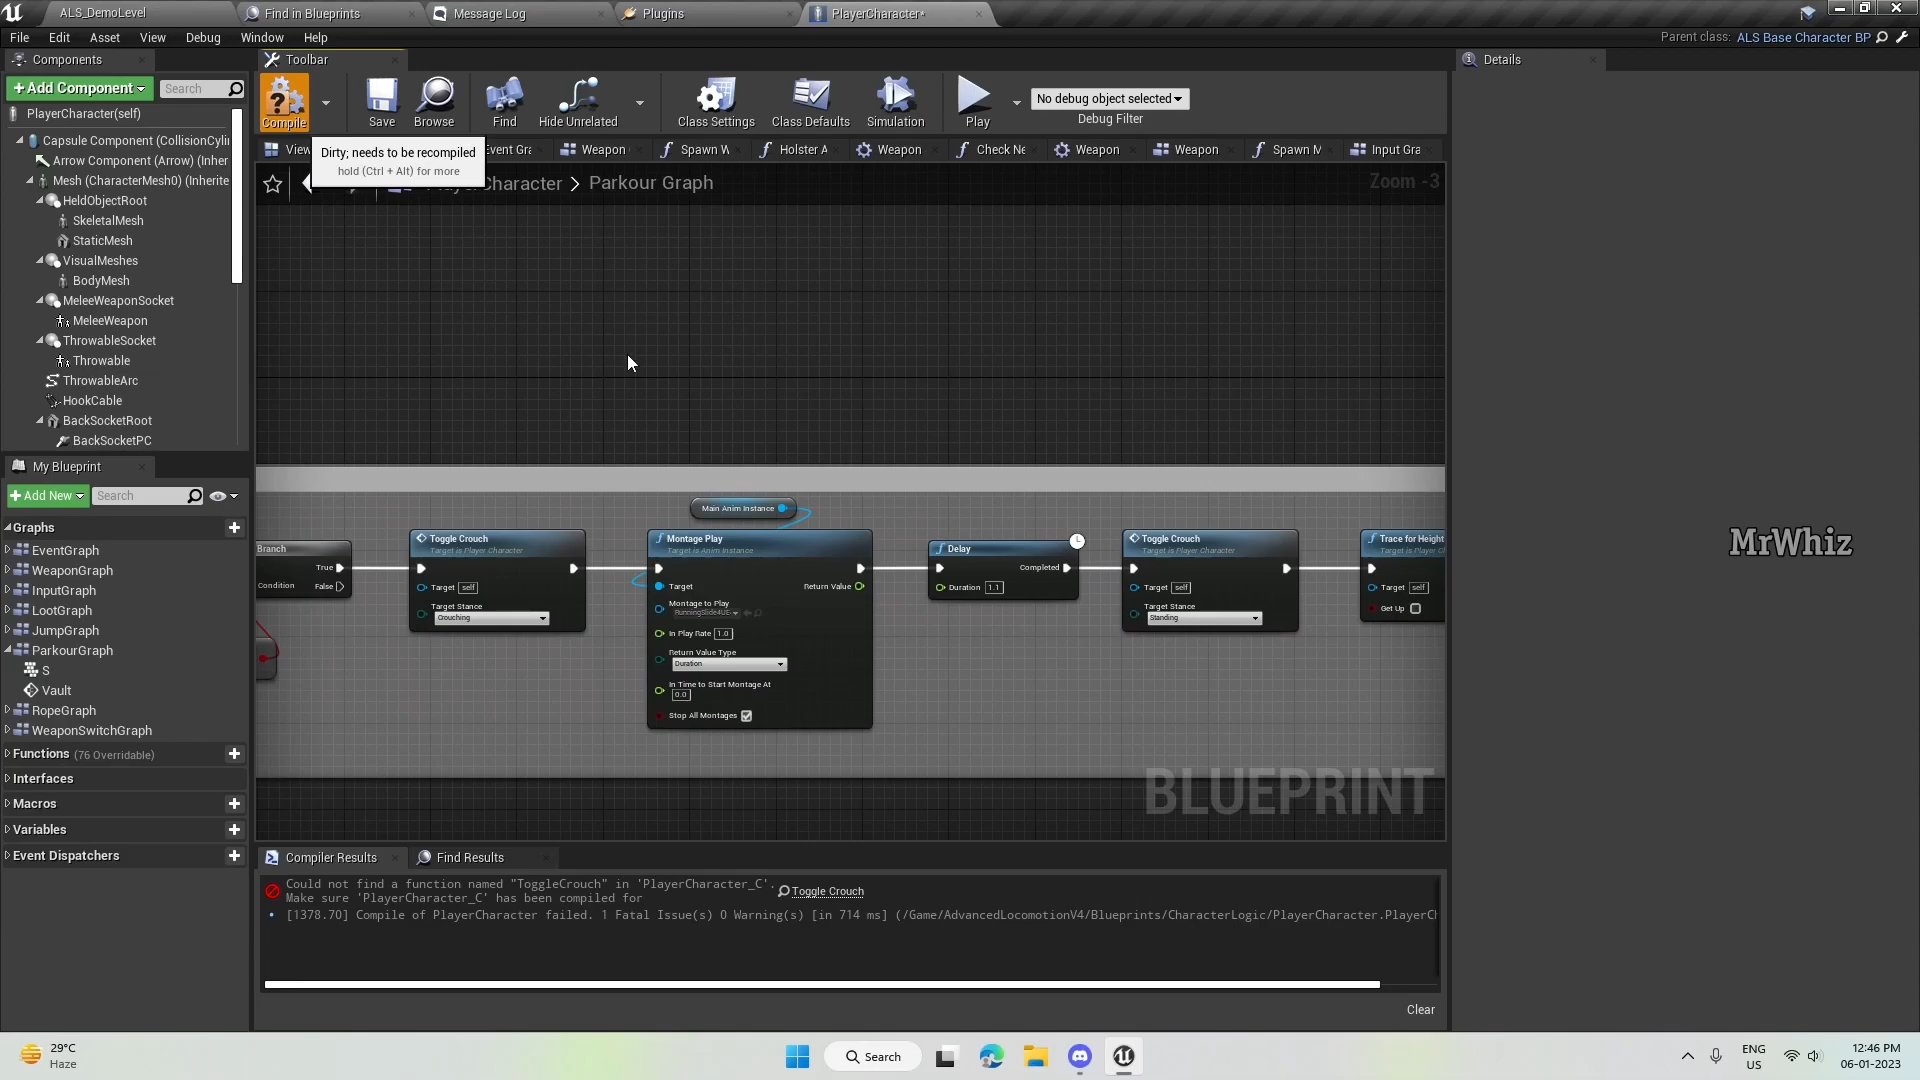 ALS_DemoLevel
Find in Blueprints
Message Log
Plugins
PlayerCharacter*
File Edit Asset View Debug Window Help
Parent class: ALS Base Character BP
Components
Toolbar
Details
+ Add Component
Search
Compile
Save
Browse
Find
Hide Unrelated
Class Settings
Class Defaults
Simulation
Play
No debug object selected
Debug Filter
PlayerCharacter(self)
Capsule Component (CollisionCyli
Arrow Component (Arrow) (Inher
Mesh (CharacterMesh0) (Inherite
HeldObjectRoot
SkeletalMesh
StaticMesh
VisualMeshes
BodyMesh
MeleeWeaponSocket
MeleeWeapon
ThrowableSocket
Throwable
ThrowableArc
HookCable
BackSocketRoot
BackSocketPC
View
Event Gra
Weapon
Spawn W
Holster A
Weapon
Check Ne
Weapon
Weapon
Spawn M
Input Gra
Dirty; needs to be recompiled
hold (Ctrl + Alt) for more
Character > Parkour Graph
Zoom -3
My Blueprint
+ Add New
Search
Graphs
EventGraph
WeaponGraph
InputGraph
LootGraph
JumpGraph
ParkourGraph
S
Vault
RopeGraph
WeaponSwitchGraph
Functions (76 Overridable)
Interfaces
Macros
Variables
Event Dispatchers
Branch
True
Condition False
Toggle Crouch
Target is Player Character
Target self
Target Stance
Crouching
Main Anim Instance
Montage Play
Target is Anim Instance
Target
Return Value
Montage to Play
RunningSlide4UE
In Play Rate 1.0
Return Value Type
Duration
In Time to Start Montage At
0.0
Stop All Montages
Delay
Completed
Duration 1.1
Toggle Crouch
Target is Player Character
Target self
Target Stance
Standing
Trace for Height
Target is Player Cl
Target self
Get Up
BLUEPRINT
MrWhiz
Compiler Results
Find Results
Could not find a function named "ToggleCrouch" in 'PlayerCharacter_C'.
Make sure 'PlayerCharacter_C' has been compiled for
Toggle Crouch
[1378.70] Compile of PlayerCharacter failed. 1 Fatal Issue(s) 0 Warning(s) [in 714 ms] (/Game/AdvancedLocomotionV4/Blueprints/CharacterLogic/PlayerCharacter.PlayerCh
Clear
29°C
Haze
Search
ENG
US
12:46 PM
06-01-2023